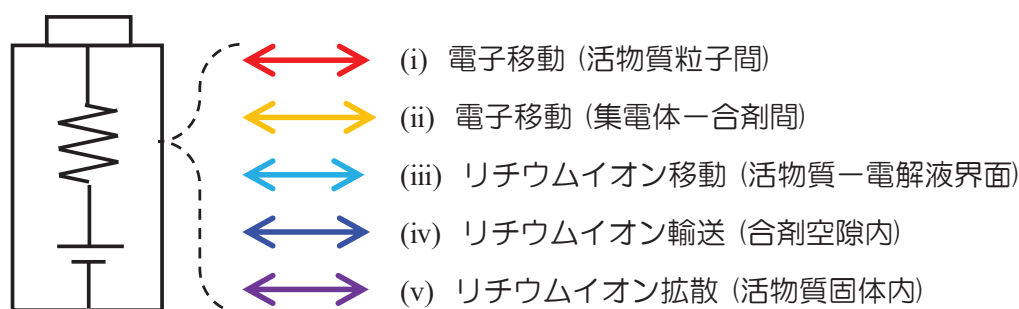 (i) 電子移動 (活物質粒子間)
(ii) 電子移動 (集電体ー合剤間)
(iii) リチウムイオン移動 (活物質ー電解液界面)
(iv) リチウムイオン輸送 (合剤空隙内)
(v) リチウムイオン拡散 (活物質固体内)